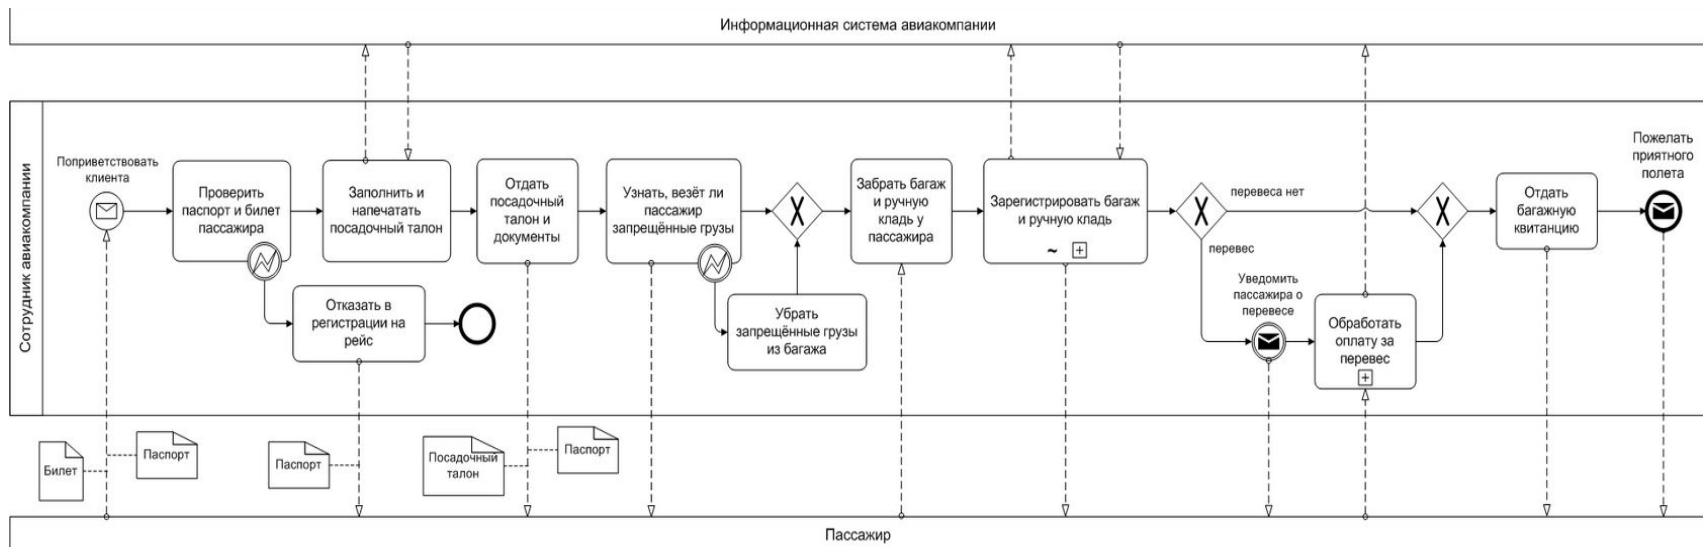 Информационная система авиакомпании
Сотрудник авиакомпании
Поприветствовать
клиента
Проверить
паспорт и билет
пассажира
Заполнить и
напечатать
посадочный талон
Отдать
посадочный
талон и
документы
Узнать, везёт ли
пассажир
запрещённые грузы
Забрать багаж
и ручную
кладь у
пассажира
Зарегистрировать багаж
и ручную кладь
перевеса нет
перевес
Отдать
багажную
квитанцию
Пожелать
приятного
полета
Отказать в
регистрации на
рейс
Убрать
запрещённые грузы
из багажа
Уведомить
пассажира о
перевесе
Обработать
оплату за
перевес
Билет
Паспорт
Паспорт
Посадочный
талон
Паспорт
Пассажир